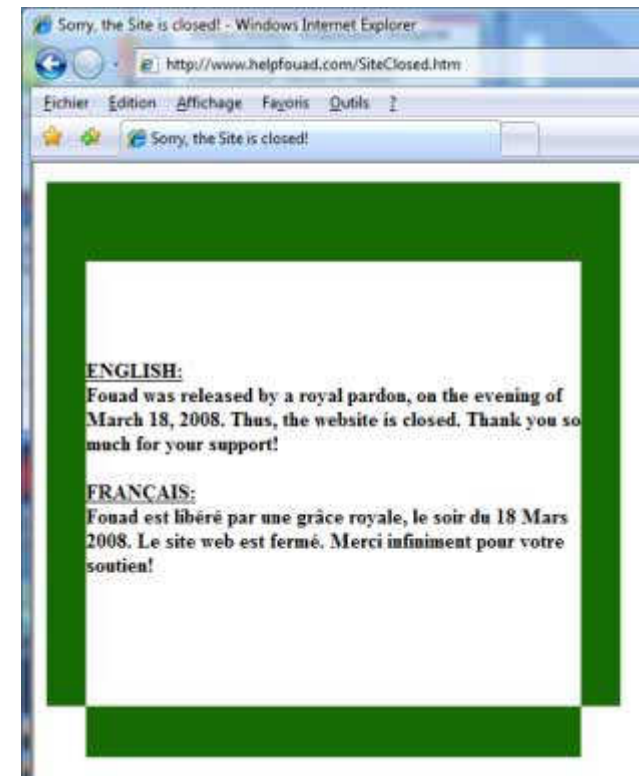 Sorry, the Site is closed! - Windows Internet Explorer
http://www.helpfouad.com/SiteClosed.htm
Fichier Édition Affichage Favoris Outils ?
Sorry, the Site is closed!
ENGLISH:
Fouad was released by a royal pardon, on the evening of
March 18, 2008. Thus, the website is closed. Thank you so
much for your support!
FRANÇAIS:
Fouad est libéré par une grâce royale, le soir du 18 Mars
2008. Le site web est fermé. Merci infiniment pour votre
soutien!